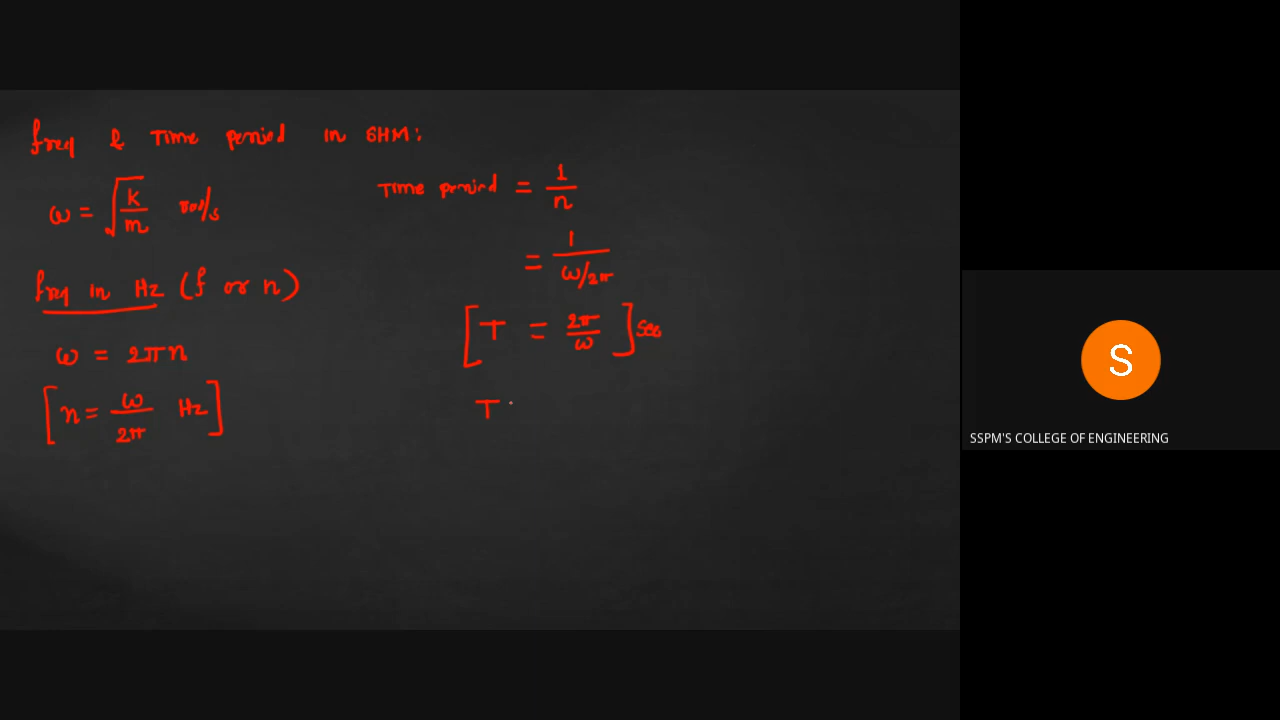 freq & Time period in SHM:
ω = √k/m rad/s
freq in Hz (f or n)
ω = 2πn
[n = ω/2π Hz]
Time period = 1/n
= 1/ω/2π
[T = 2π/ω] sec
T
S
SSPM'S COLLEGE OF ENGINEERING